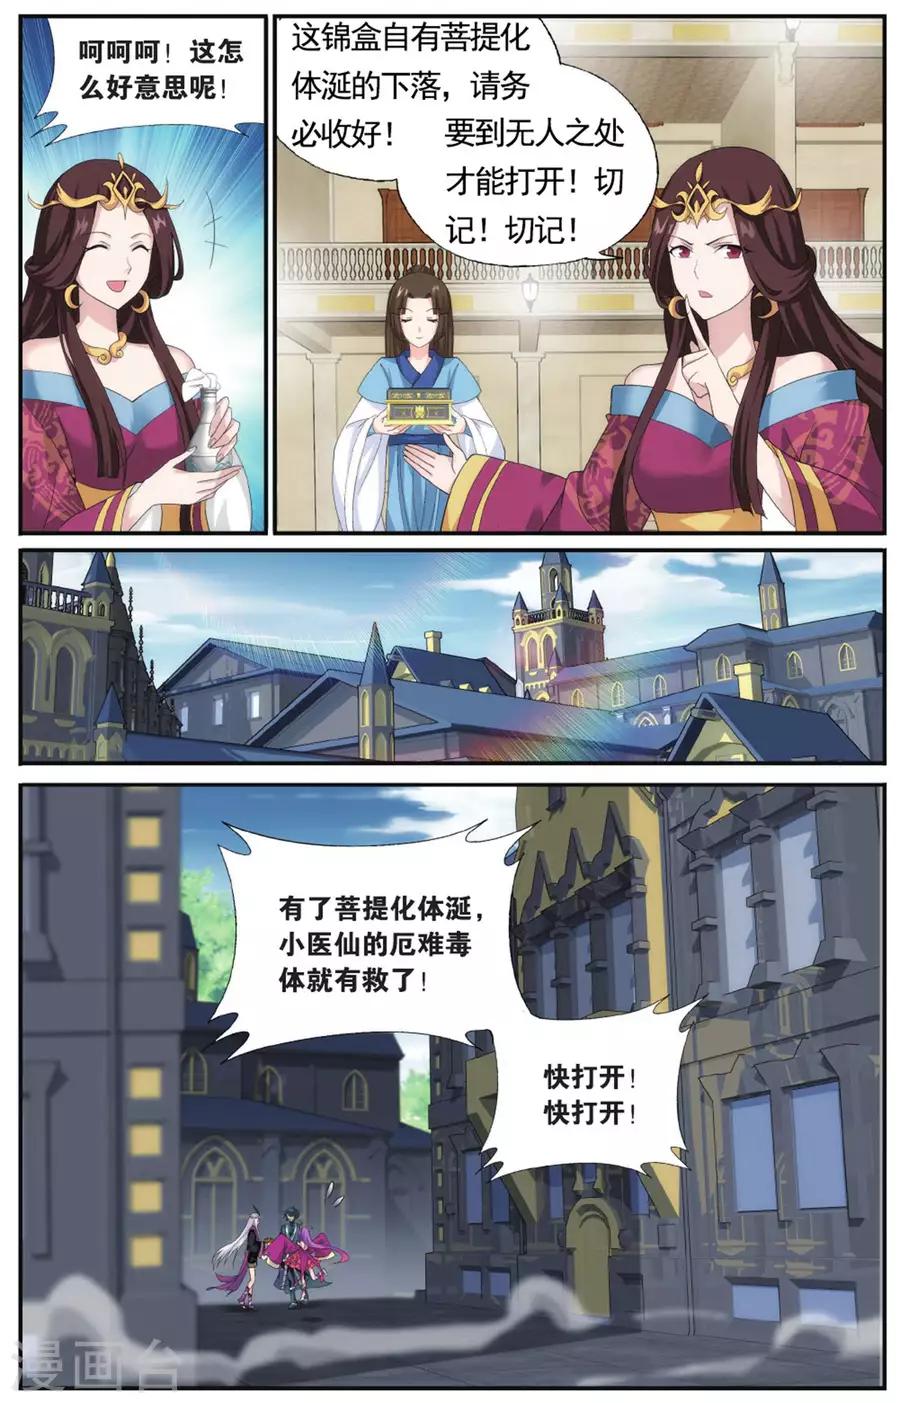 呵呵呵！这怎
么好意思呢！
这锦盒自有菩提化
体涎的下落，请务
必收好！
要到无人之处
才能打开！切
记！切记！
有了菩提化体涎，
小医仙的厄难毒
体就有救了！
快打开！
快打开！
漫画台